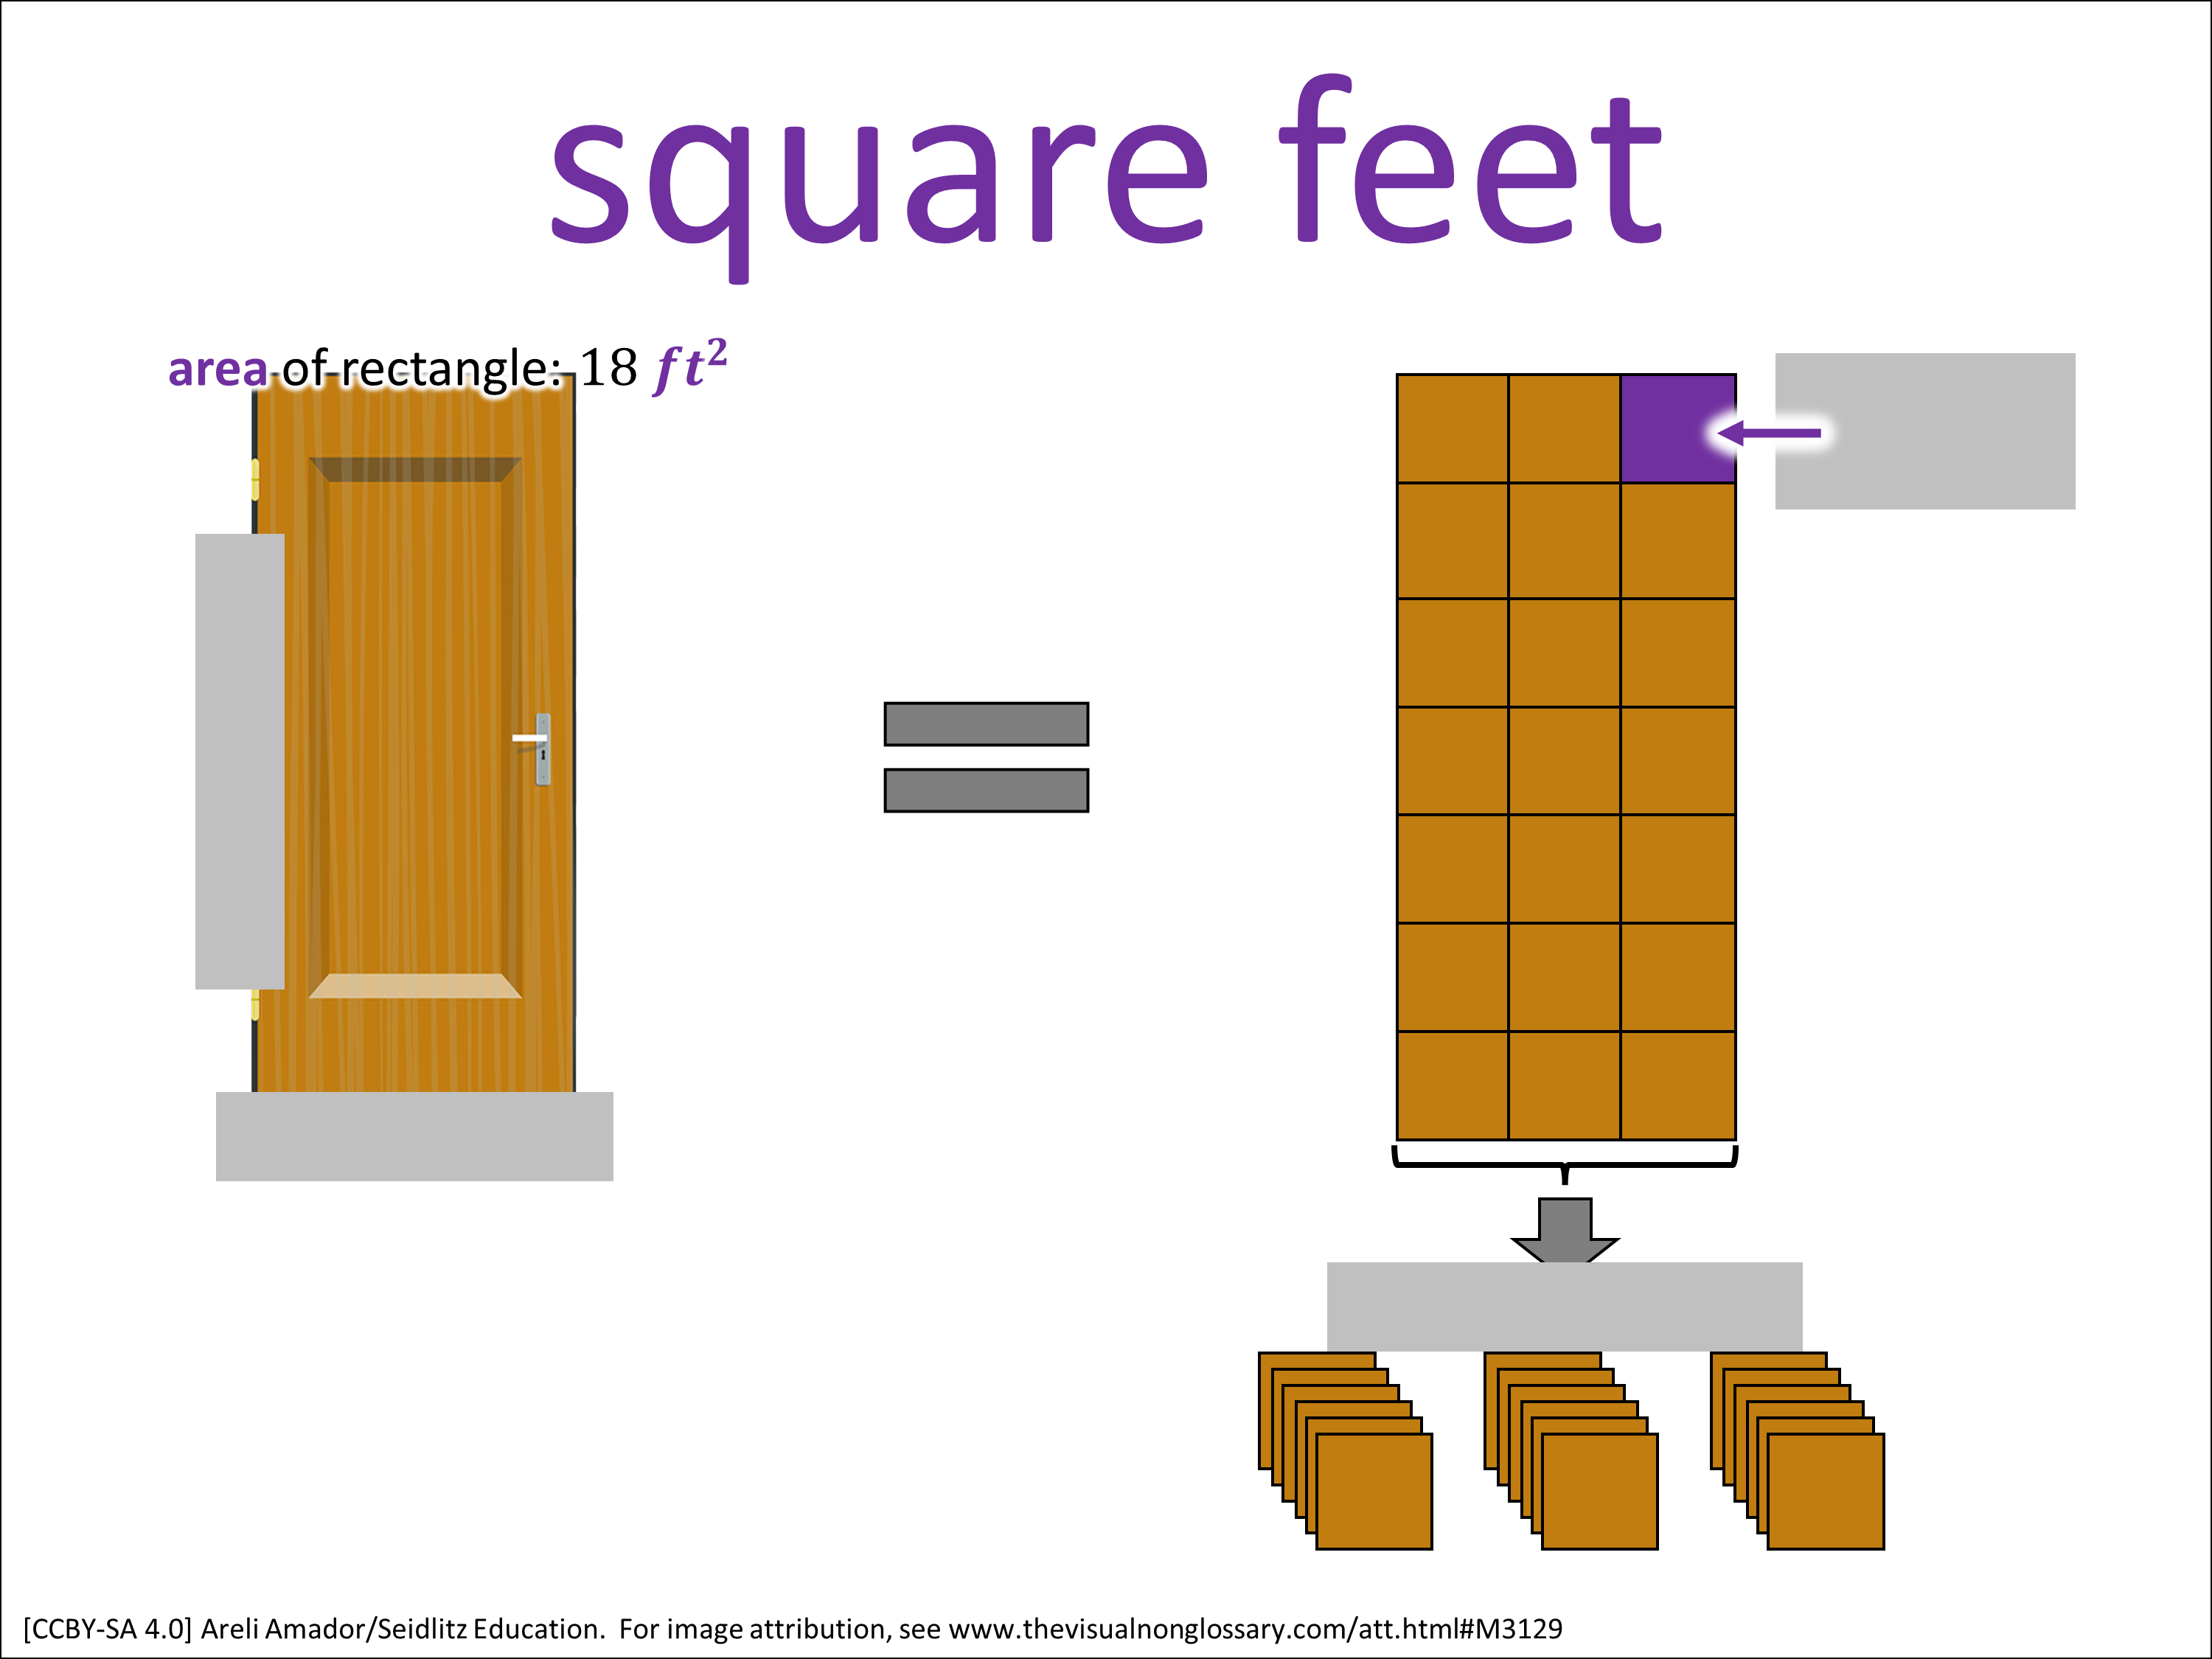 square feet
area of rectangle: 18 ft²
[CCBY-SA 4.0] Areli Amador/Seidlitz Education.  For image attribution, see www.thevisualnonglossary.com/att.html#M3129